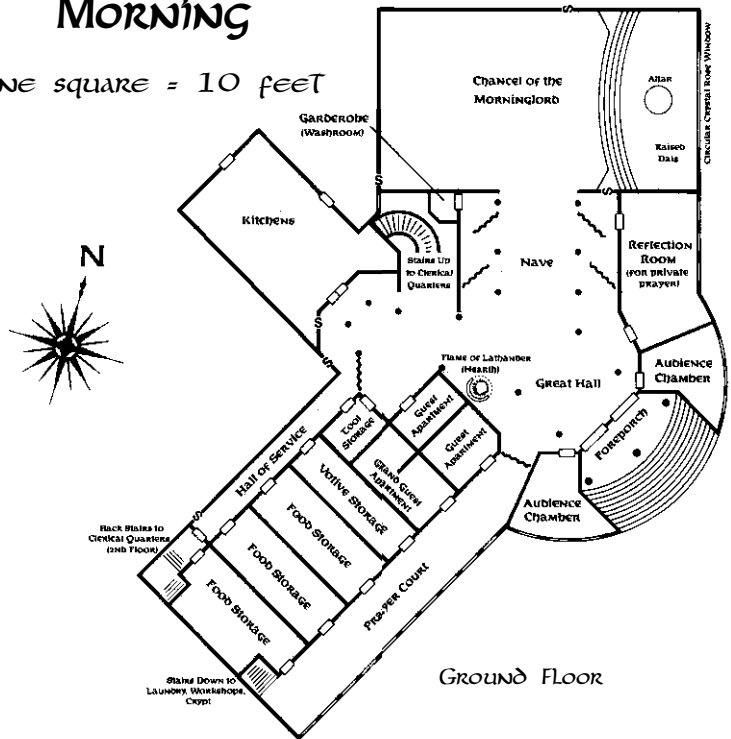 Morning
ne square = 10 feet
Chancel of the
Morninglord
Altar
Raised
Dais
Circular Crystal Rose Window
Garderobe
(Washroom)
Kitchens
Stairs Up
to Clerical
Quarters
Nave
Reflection
Room
(for private
prayer)
N
S
S
S
S
S
S
Flame of Lathander
(Hearth)
Great Hall
Audience
Chamber
Foreporch
Guest
Apartment
Guest
Apartment
Tool
Storage
Grand Guest
Apartment
Hall of Service
Votive Storage
Food Storage
Food Storage
Food Storage
Audience
Chamber
Prayer Court
Back Stairs to
Clerical Quarters
(2nd Floor)
Stairs Down to
Laundry, Workshops,
Crypt
Ground Floor